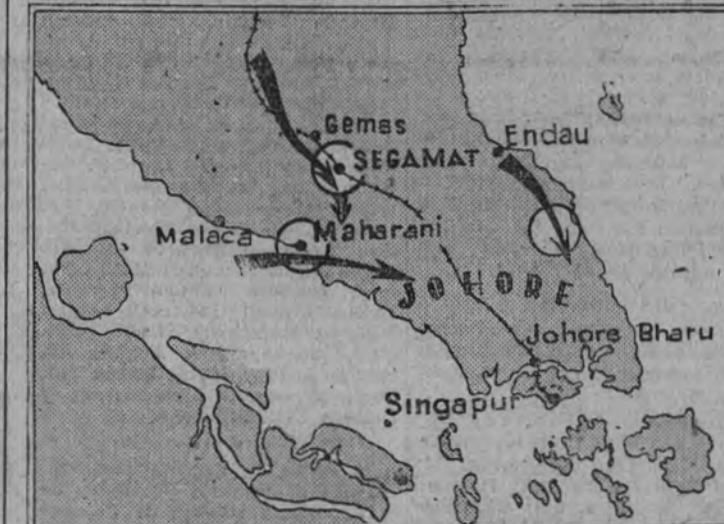 Gemas
SEGAMAT
Endau
Malaca
Maharani
JOHORE
Johore Bharu
Singapur